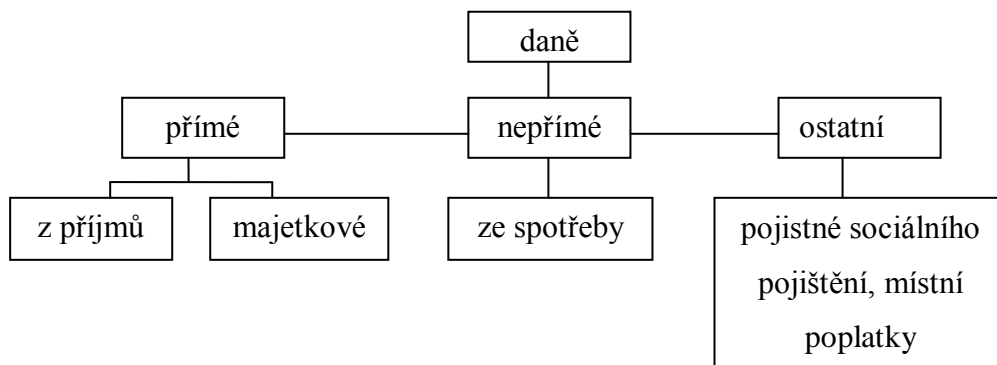 daně
přímé
nepřímé
ostatní
z příjmů
majetkové
ze spotřeby
pojistné sociálního
pojištění, místní
poplatky